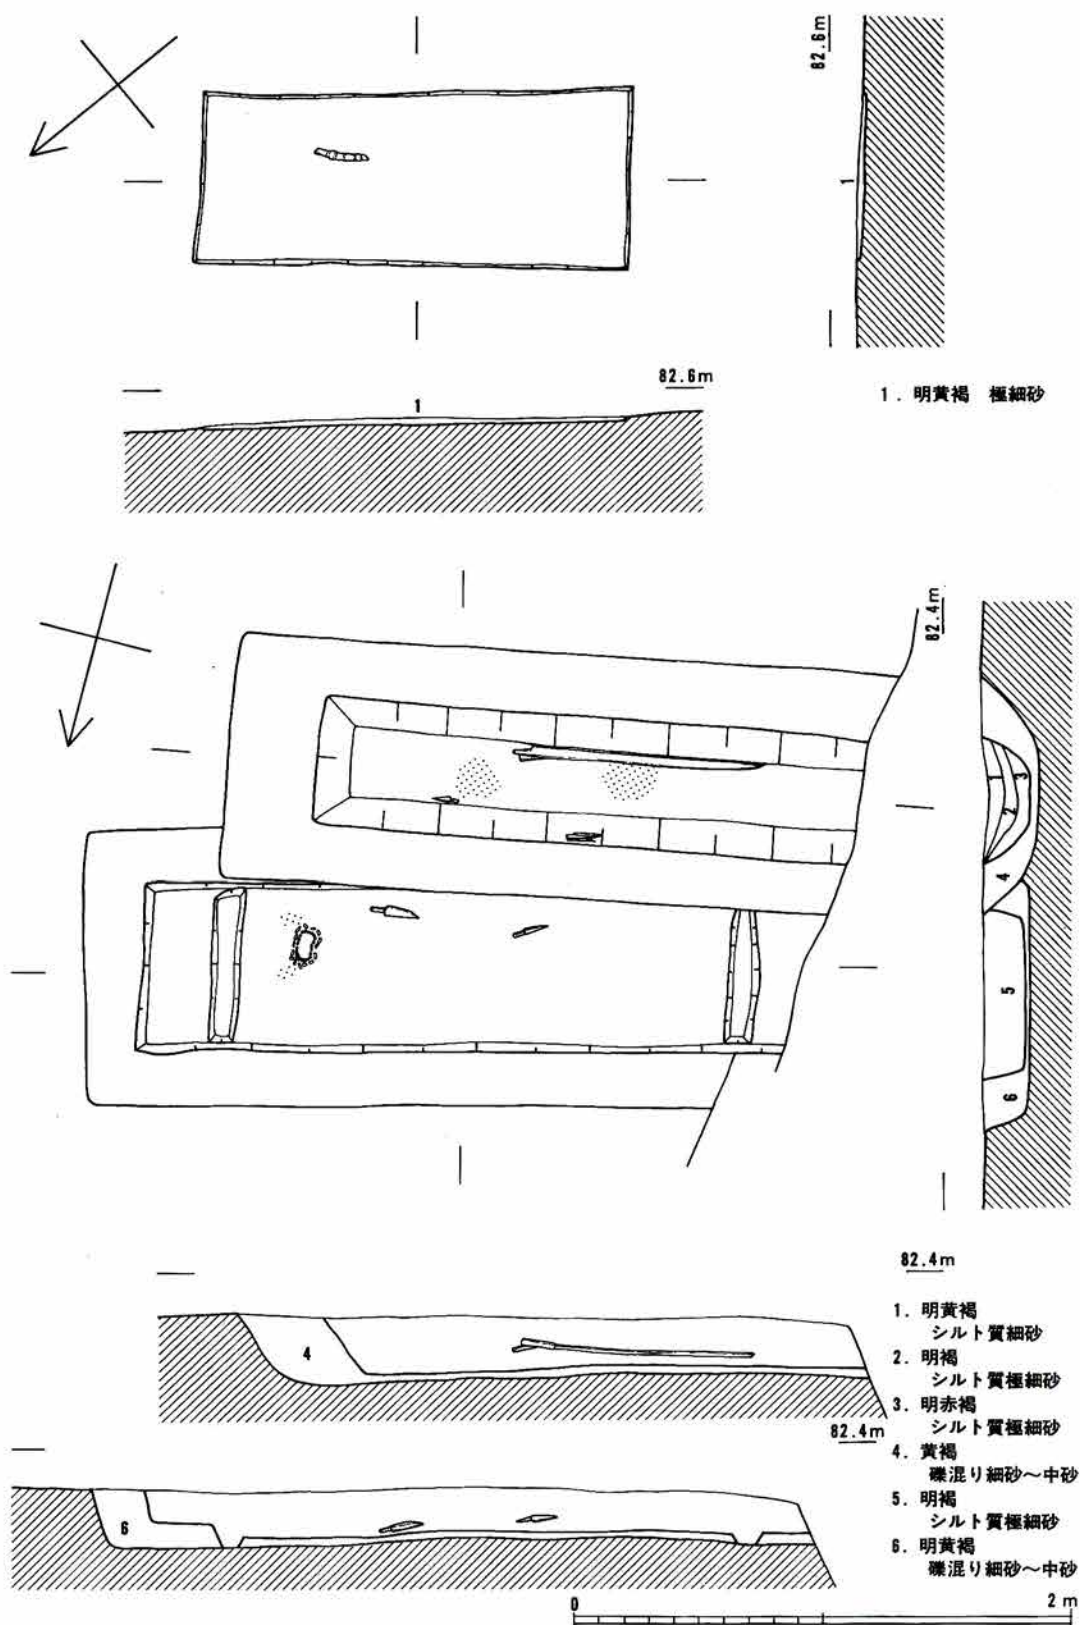 82.6m
1
82.6m
1
1. 明黄褐 極細砂
82.4m
1
2
3
4
5
6
82.4m
4
1. 明黄褐
シルト質細砂
2. 明褐
シルト質極細砂
3. 明赤褐
シルト質極細砂
4. 黄褐
礫混り細砂～中砂
5. 明褐
シルト質極細砂
6. 明黄褐
礫混り細砂～中砂
82.4m
6
0 2 m